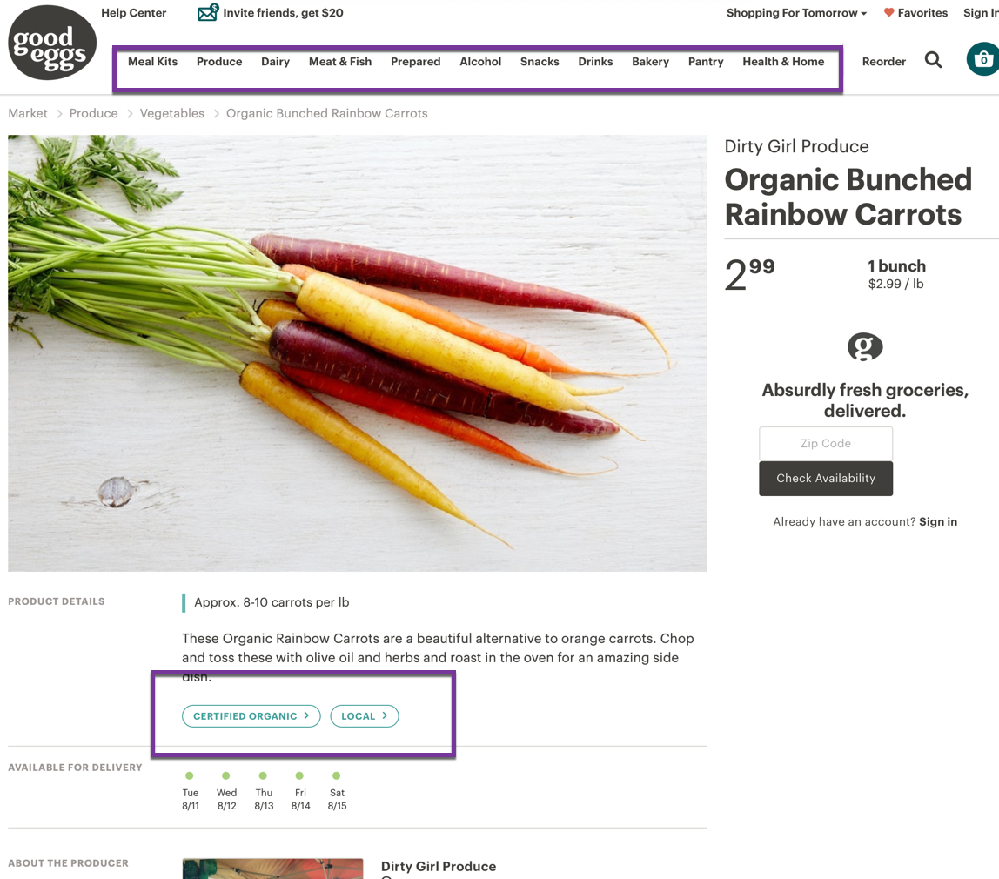 good
eggs
Help Center
$
Invite friends, get $20
Shopping For Tomorrow
Favorites
Sign In
Meal Kits Produce Dairy Meat & Fish Prepared Alcohol Snacks Drinks Bakery Pantry Health & Home
Reorder
0
Market > Produce > Vegetables > Organic Bunched Rainbow Carrots
Dirty Girl Produce
Organic Bunched
Rainbow Carrots
2 99
1 bunch
$2.99 / lb
g
Absurdly fresh groceries,
delivered.
Zip Code
Check Availability
Already have an account? Sign in
PRODUCT DETAILS
Approx. 8-10 carrots per lb
These Organic Rainbow Carrots are a beautiful alternative to orange carrots. Chop
and toss these with olive oil and herbs and roast in the oven for an amazing side
dish.
CERTIFIED ORGANIC > LOCAL >
AVAILABLE FOR DELIVERY
Tue Wed Thu Fri Sat
8/11 8/12 8/13 8/14 8/15
ABOUT THE PRODUCER
Dirty Girl Produce